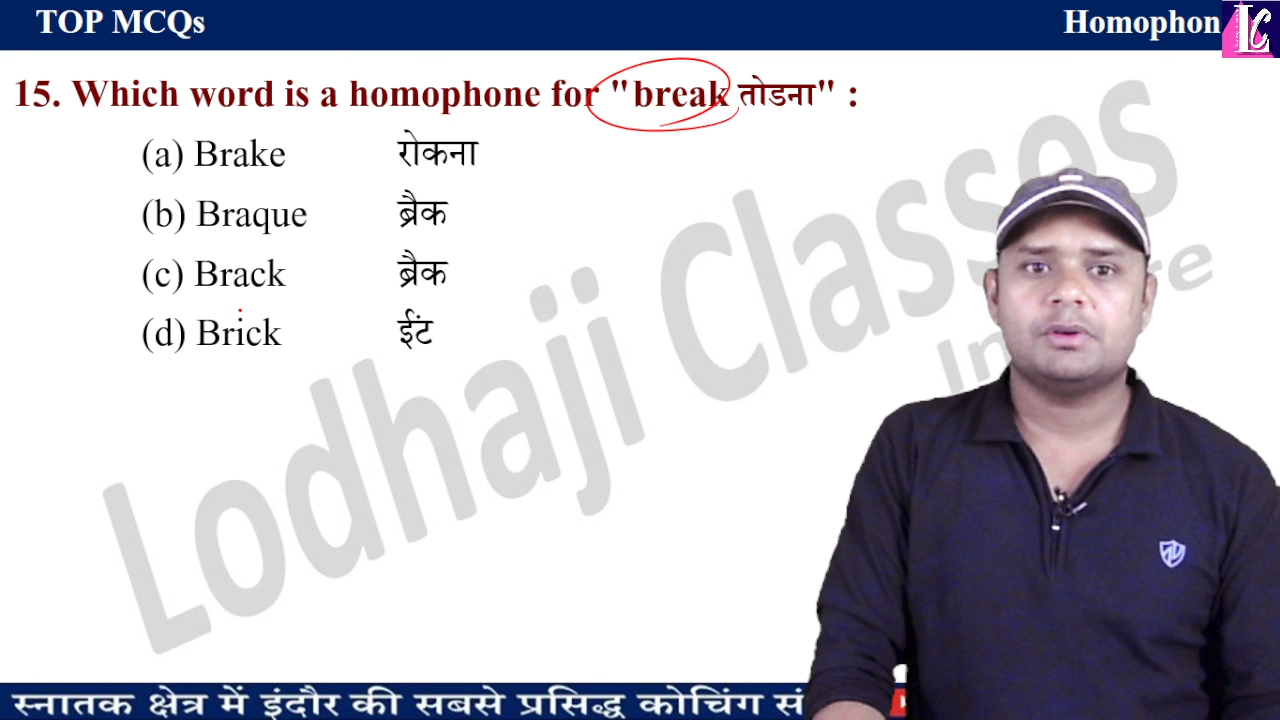 TOP MCQs
Homophon
LC
15. Which word is a homophone for "break तोडना" :
(a) Brake रोकना
(b) Braque ब्रैक
(c) Brack ब्रैक
(d) Brick ईंट
Lodhaji Classes
स्नातक क्षेत्र में इंदौर की सबसे प्रसिद्ध कोचिंग सं